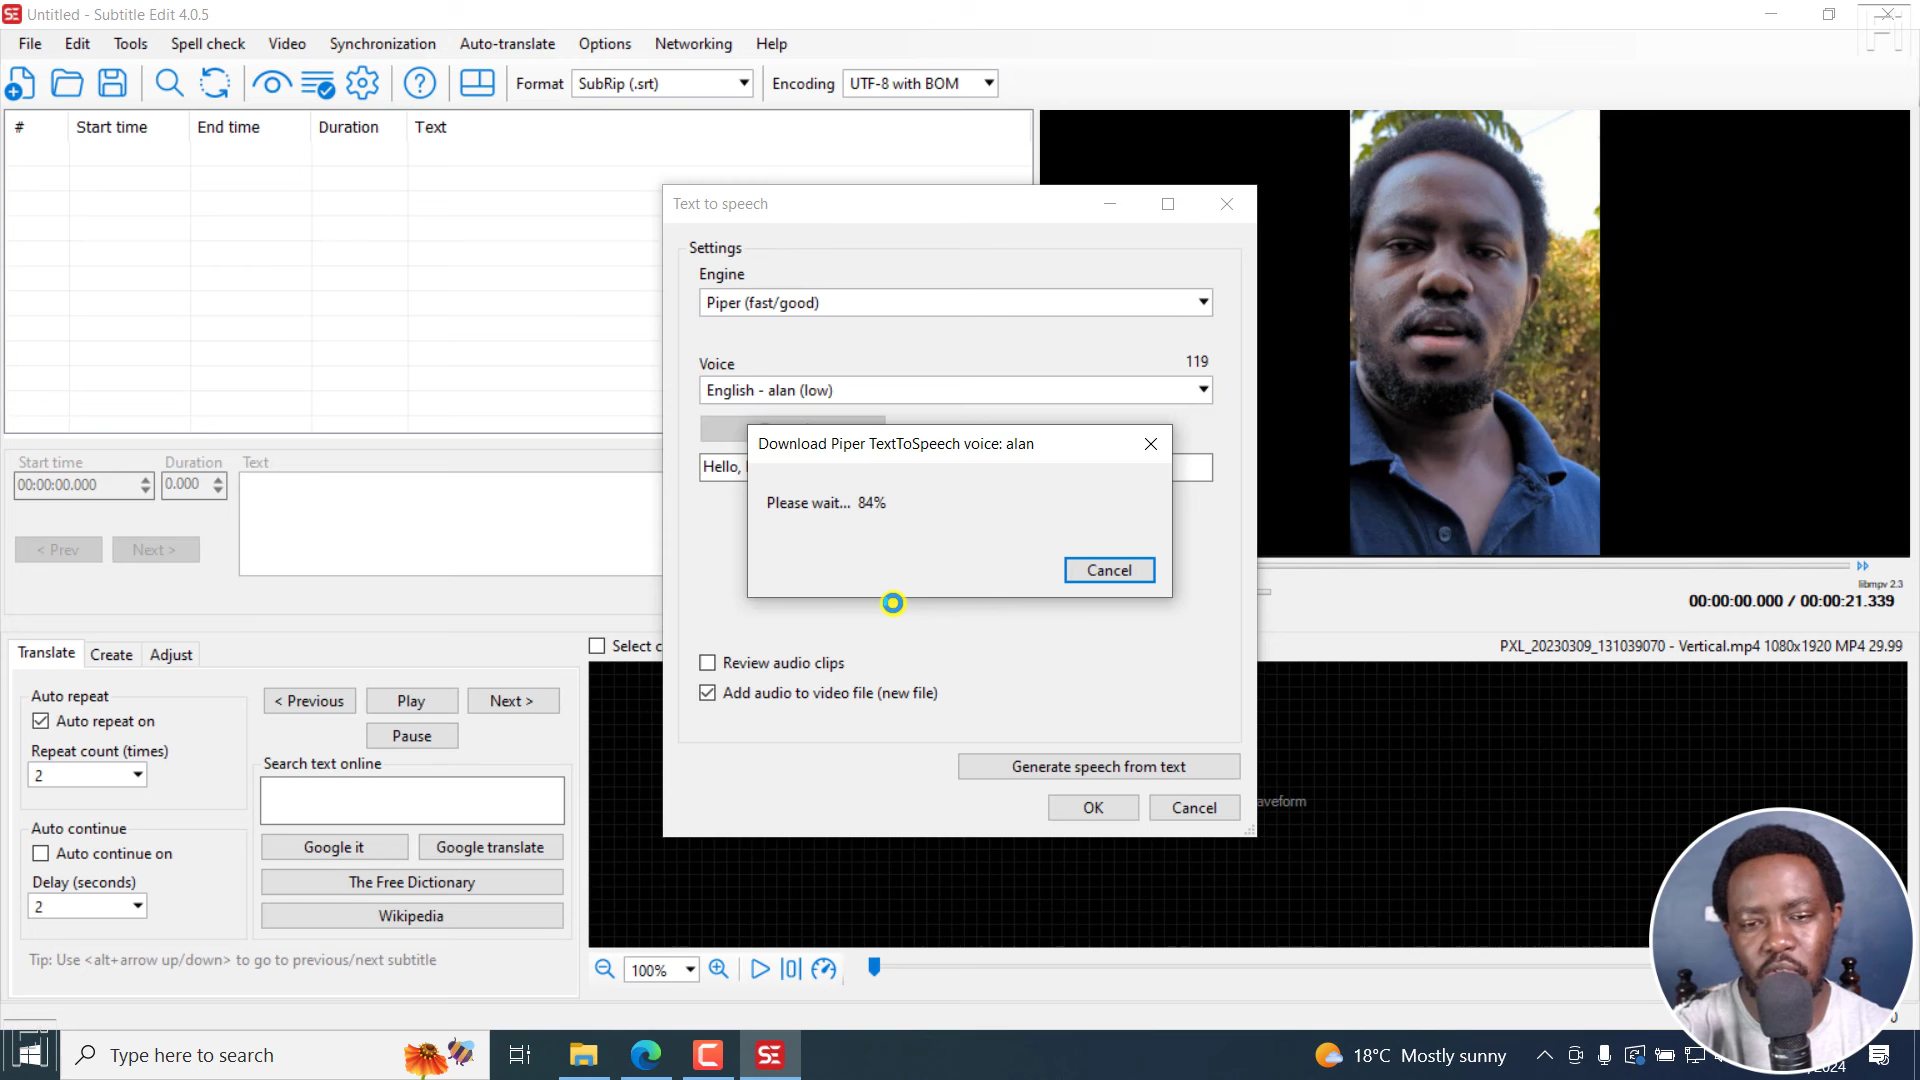 Untitled - Subtitle Edit 4.0.5
File Edit Tools Spell check Video Synchronization Auto-translate Options Networking Help
Format SubRip (.srt) Encoding UTF-8 with BOM
# Start time End time Duration Text
Text to speech
Settings
Engine
Piper (fast/good)
Voice 119
English - alan (low)
Download Piper TextToSpeech voice: alan
Hello,
Please wait... 84%
Cancel
Start time Duration Text
00:00:00.000 0.000
< Prev Next >
libmpv 2.3
00:00:00.000 / 00:00:21.339
Review audio clips
Add audio to video file (new file)
Generate speech from text
OK Cancel
Translate Create Adjust
Select
PXL_20230309_131039070 - Vertical.mp4 1080x1920 MP4 29.99
Auto repeat
Auto repeat on
Repeat count (times)
2
< Previous Play Next >
Pause
Search text online
Auto continue
Auto continue on
Delay (seconds)
2
Google it Google translate
The Free Dictionary
Wikipedia
Tip: Use <alt+arrow up/down> to go to previous/next subtitle
100%
Type here to search
18°C Mostly sunny